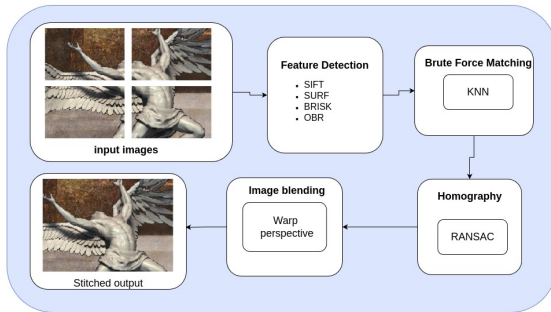 input images
Feature Detection
• SIFT
• SURF
• BRISK
• OBR
Brute Force Matching
KNN
Homography
RANSAC
Image blending
Warp
perspective
Stitched output